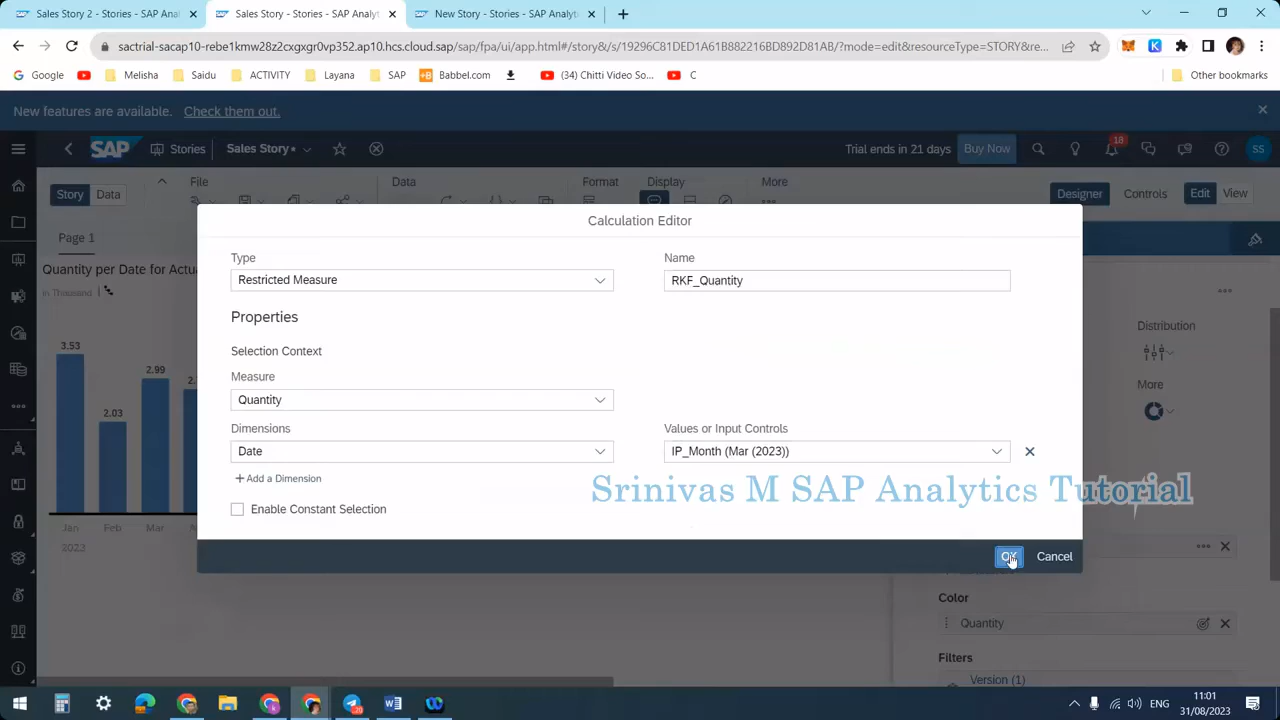 Sales Story 2 - Stories - SAP Anal
Sales Story - Stories - SAP Analyt
New Story - Stories - SAP Analytic
sactrial-sacap10-rebe1kmw28z2cxgxgr0vp352.ap10.hcs.cloud.sap/sap/fpa/ui/app.html#/story&/s/19296C81DED1A61B882216BD892D81AB/?mode=edit&resourceType=STORY&re...
Google Melisha Saidu ACTIVITY Layana SAP Babbel.com (34) Chitti Video So... C Other bookmarks
New features are available. Check them out.
SAP Stories Sales Story • Trial ends in 21 days Buy Now 18 SS
Story Data File Data Format Display More Designer Controls Edit View
Page 1
Calculation Editor
Type
Name
Restricted Measure
RKF_Quantity
Properties
Selection Context
Measure
Quantity
Dimensions
Values or Input Controls
Date
IP_Month (Mar (2023))
+ Add a Dimension
Enable Constant Selection
OK Cancel
Srinivas M SAP Analytics Tutorial
Quantity per Date for Actua
in Thousand
3.53
2.03
2.99
2.
Jan Feb Mar
2023
Distribution
More
Color
Quantity
Filters
Version (1)
ENG
11:01
31/08/2023